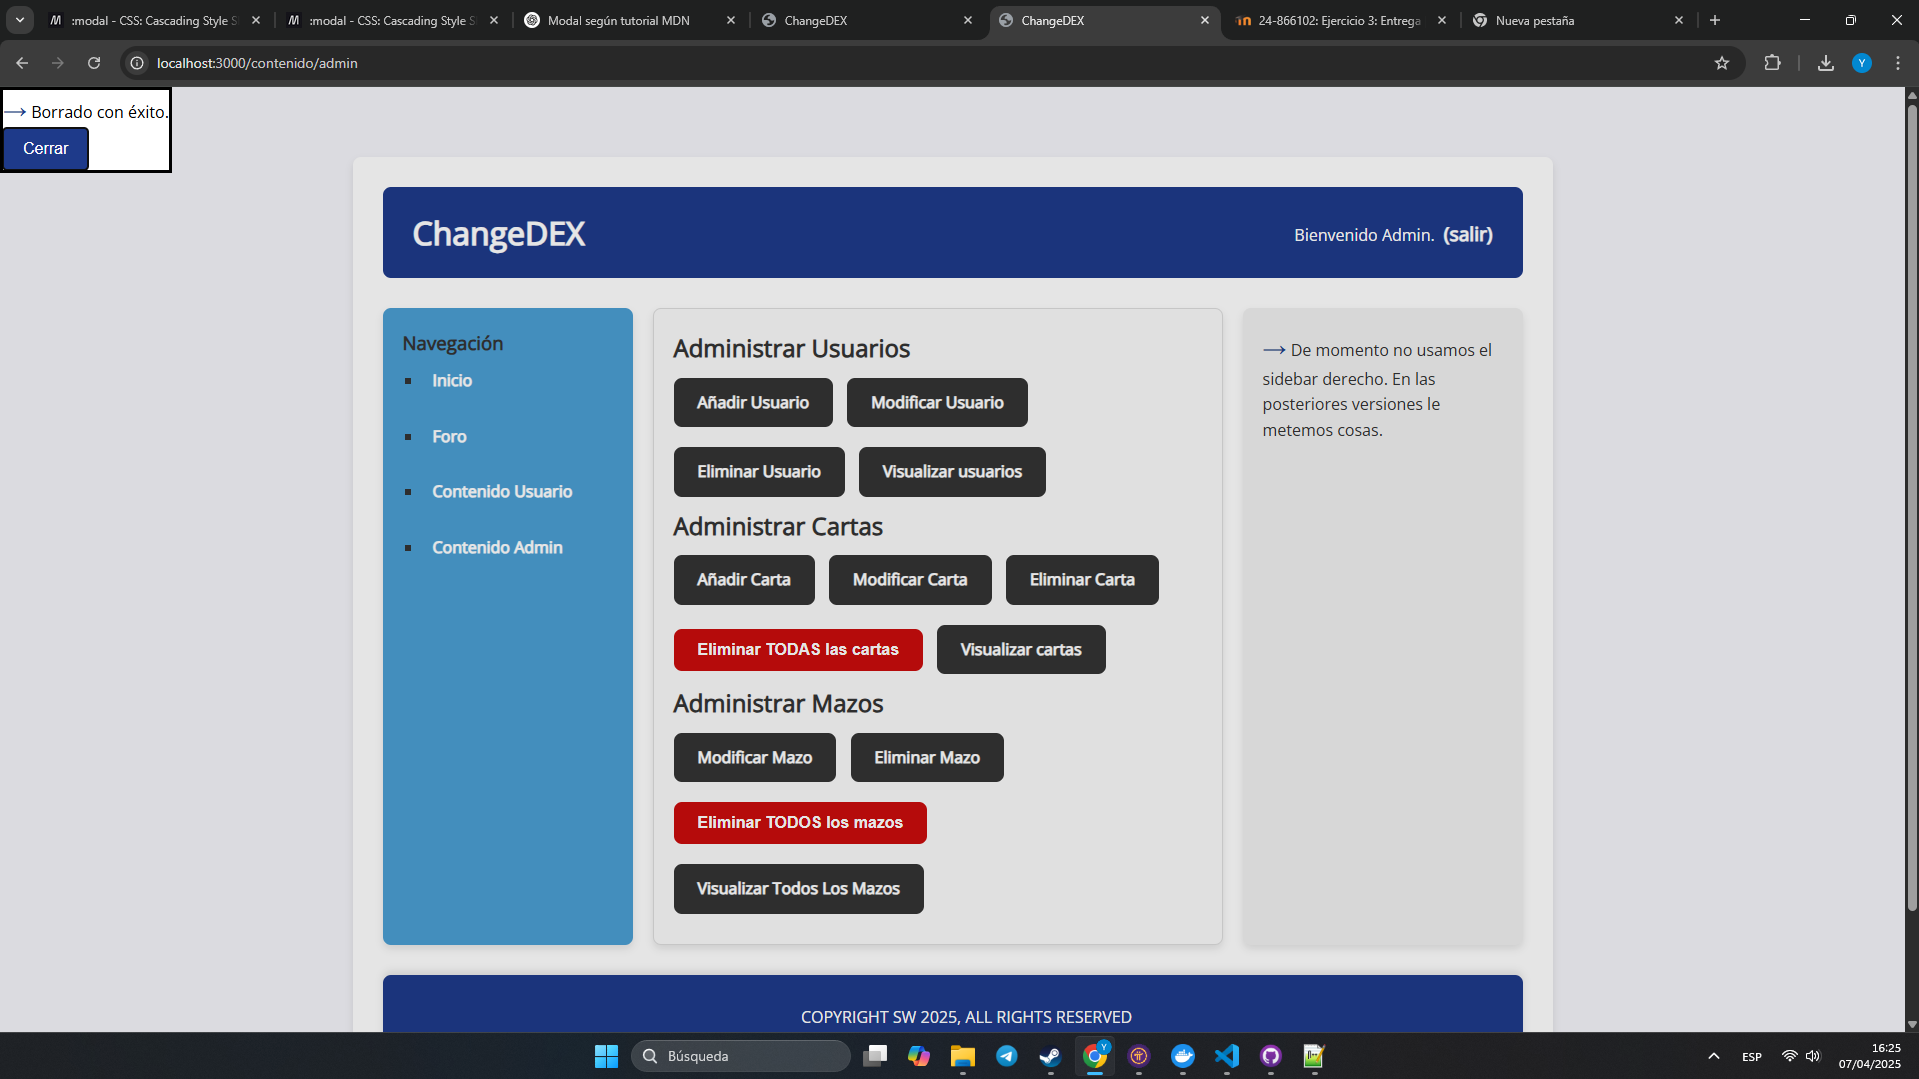 :modal - CSS: Cascading Style S
:modal - CSS: Cascading Style S
Modal según tutorial MDN
ChangeDEX
ChangeDEX
24-866102: Ejercicio 3: Entrega
Nueva pestaña
localhost:3000/contenido/admin
Y
→ Borrado con éxito.
Cerrar
ChangeDEX
Bienvenido Admin. (salir)
Navegación
Inicio
Foro
Contenido Usuario
Contenido Admin
Administrar Usuarios
Añadir Usuario
Modificar Usuario
Eliminar Usuario
Visualizar usuarios
Administrar Cartas
Añadir Carta
Modificar Carta
Eliminar Carta
Eliminar TODAS las cartas
Visualizar cartas
Administrar Mazos
Modificar Mazo
Eliminar Mazo
Eliminar TODOS los mazos
Visualizar Todos Los Mazos
→ De momento no usamos el
sidebar derecho. En las
posteriores versiones le
metemos cosas.
COPYRIGHT SW 2025, ALL RIGHTS RESERVED
Búsqueda
Y
ESP
16:25
07/04/2025